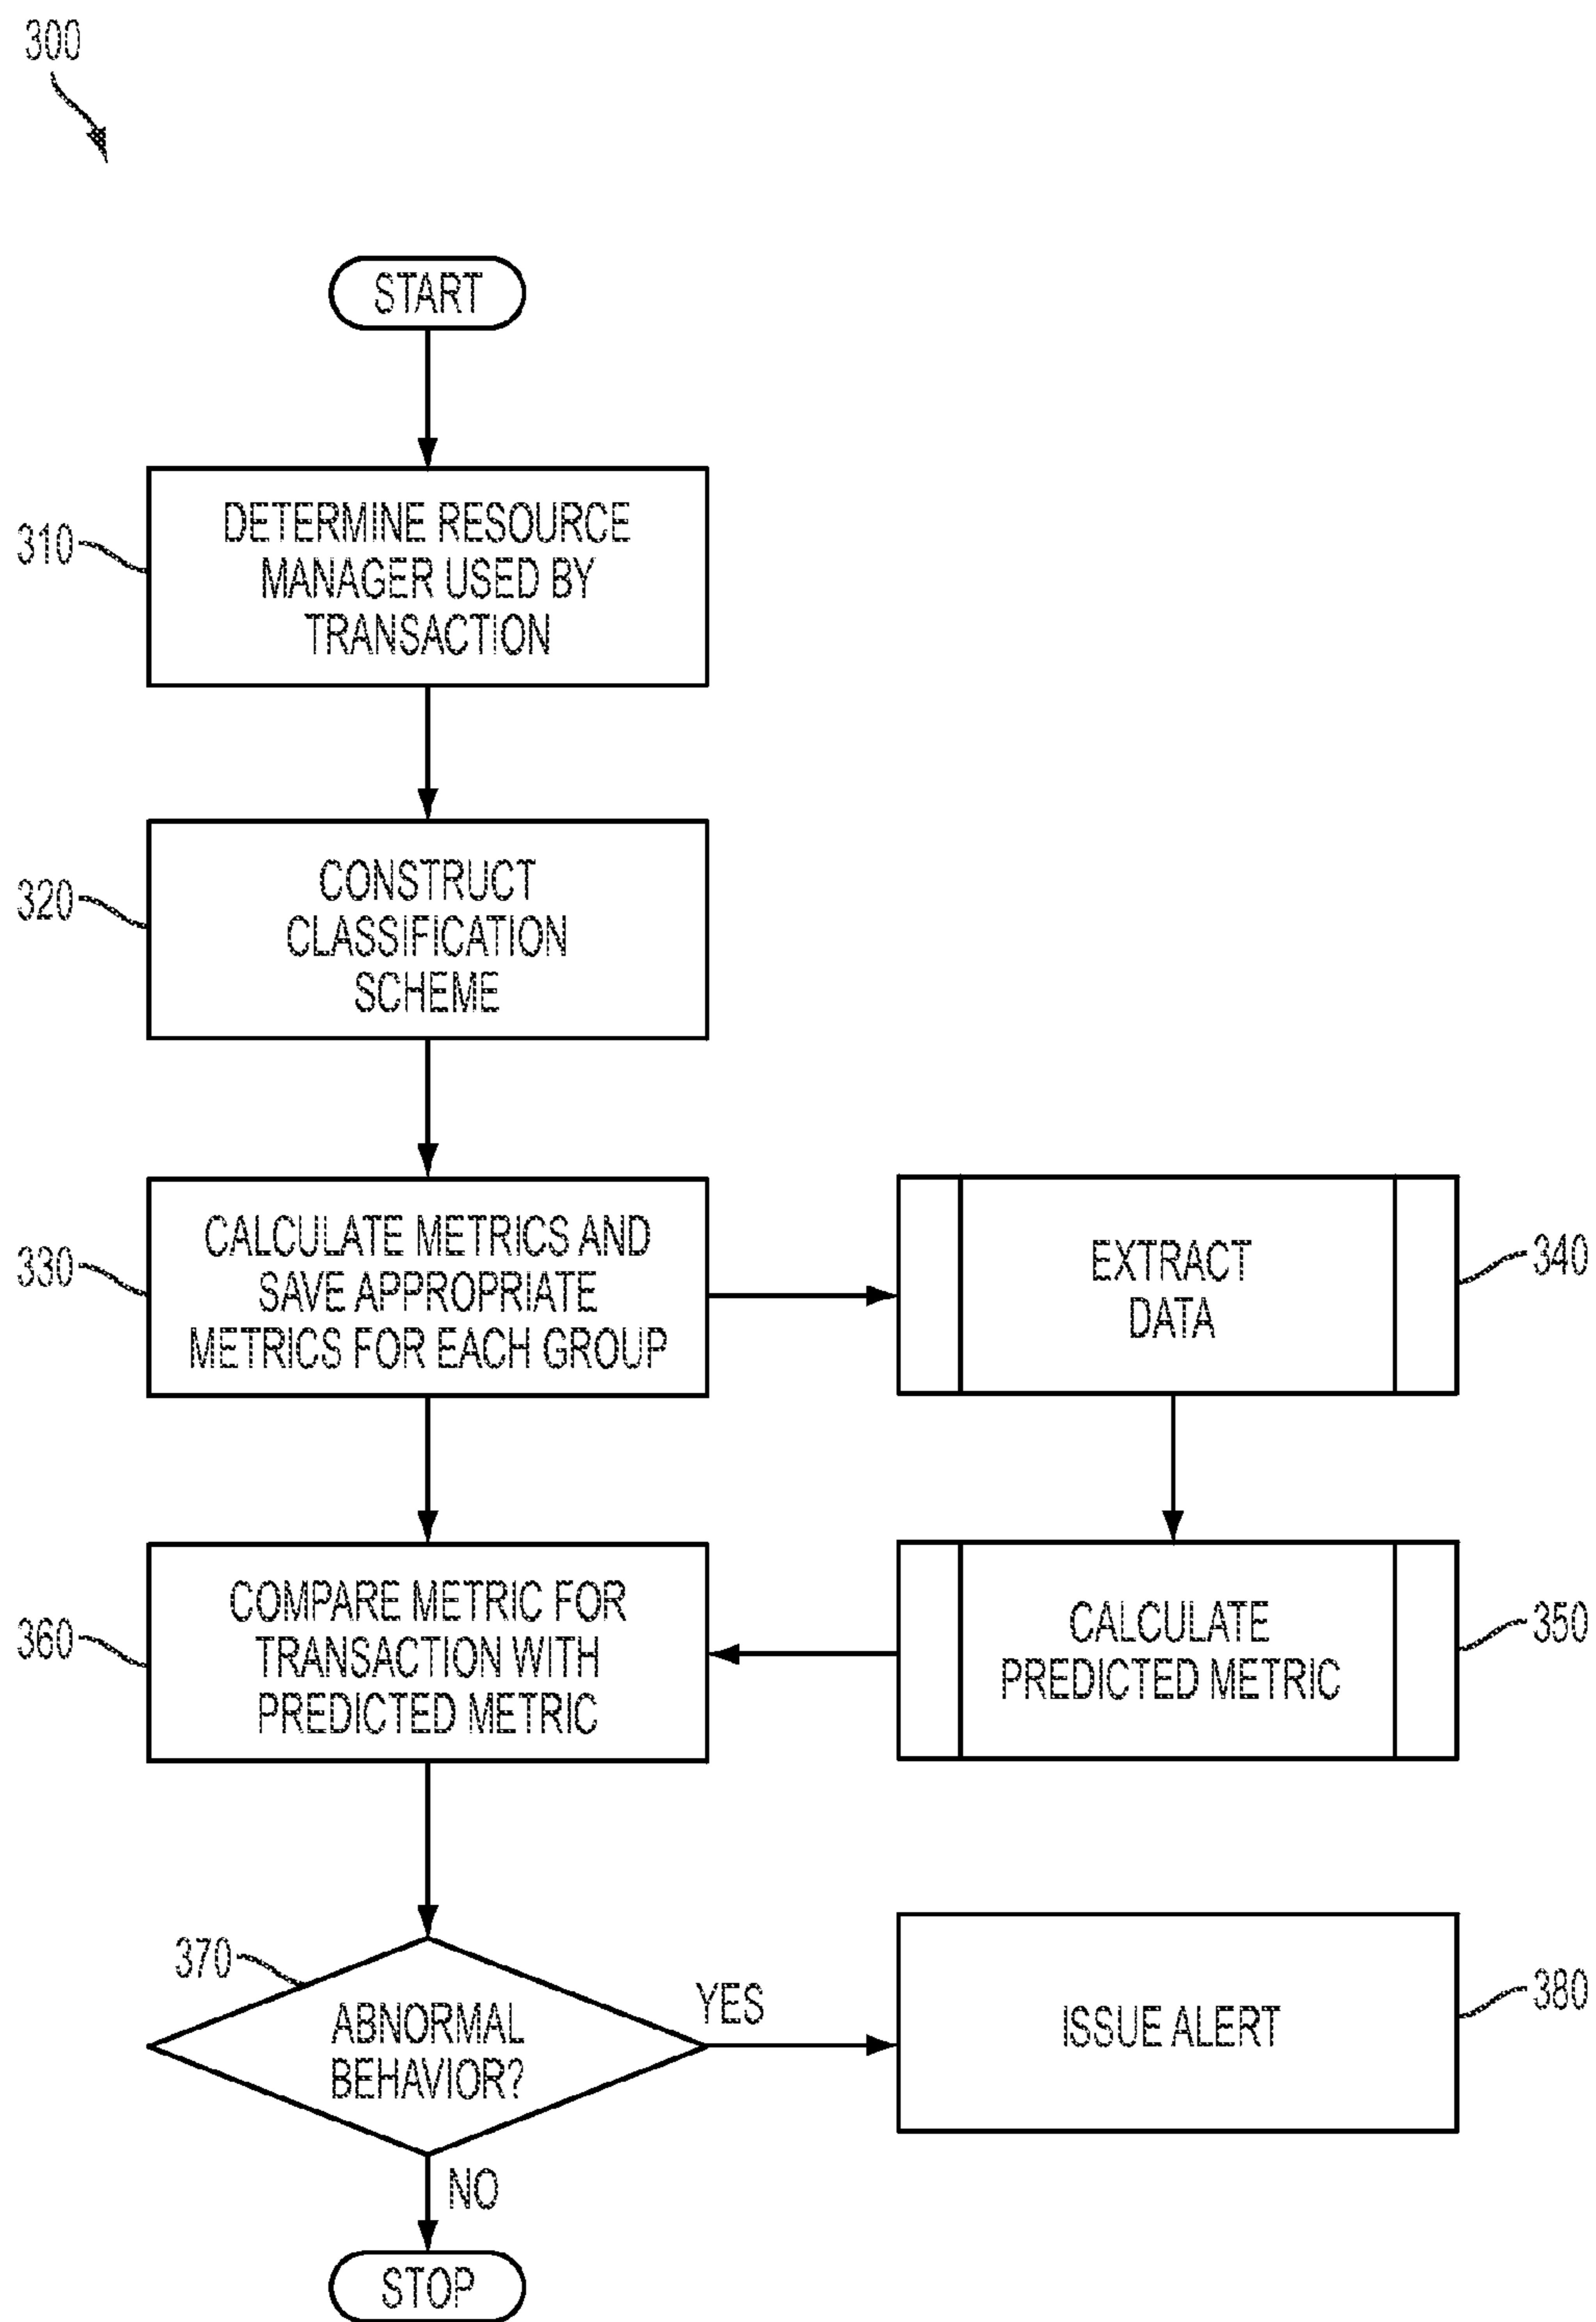 300
START
310
DETERMINE RESOURCE
MANAGER USED BY
TRANSACTION
320
CONSTRUCT
CLASSIFICATION
SCHEME
330
CALCULATE METRICS AND
SAVE APPROPRIATE
METRICS FOR EACH GROUP
EXTRACT
DATA
340
360
COMPARE METRIC FOR
TRANSACTION WITH
PREDICTED METRIC
CALCULATE
PREDICTED METRIC
350
370
ABNORMAL
BEHAVIOR?
YES
ISSUE ALERT
380
NO
STOP